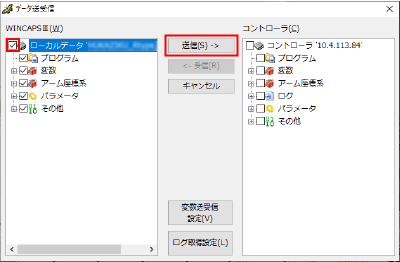 データ送受信
WINCAPSⅢ(W)
コントローラ(C)
ローカルデータ '
プログラム
変数
アーム座標系
パラメータ
その他
送信(S) ->
<- 受信(R)
キャンセル
変数送受信
設定(V)
ログ取得設定(L)
コントローラ '10.4.113.84'
プログラム
変数
アーム座標系
ログ
パラメータ
その他